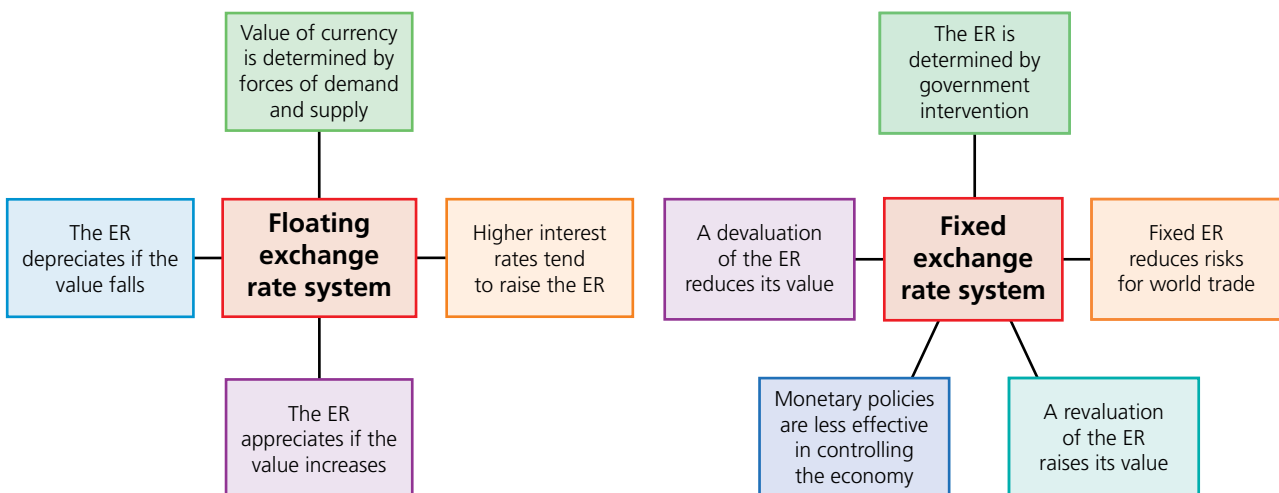 Value of currency
is determined by
forces of demand
and supply
The ER
depreciates if the
value falls
Floating
exchange
rate system
Higher interest
rates tend
to raise the ER
The ER
appreciates if the
value increases
The ER is
determined by
government
intervention
A devaluation
of the ER
reduces its value
Fixed
exchange
rate system
Fixed ER
reduces risks
for world trade
Monetary policies
are less effective
in controlling
the economy
A revaluation
of the ER
raises its value